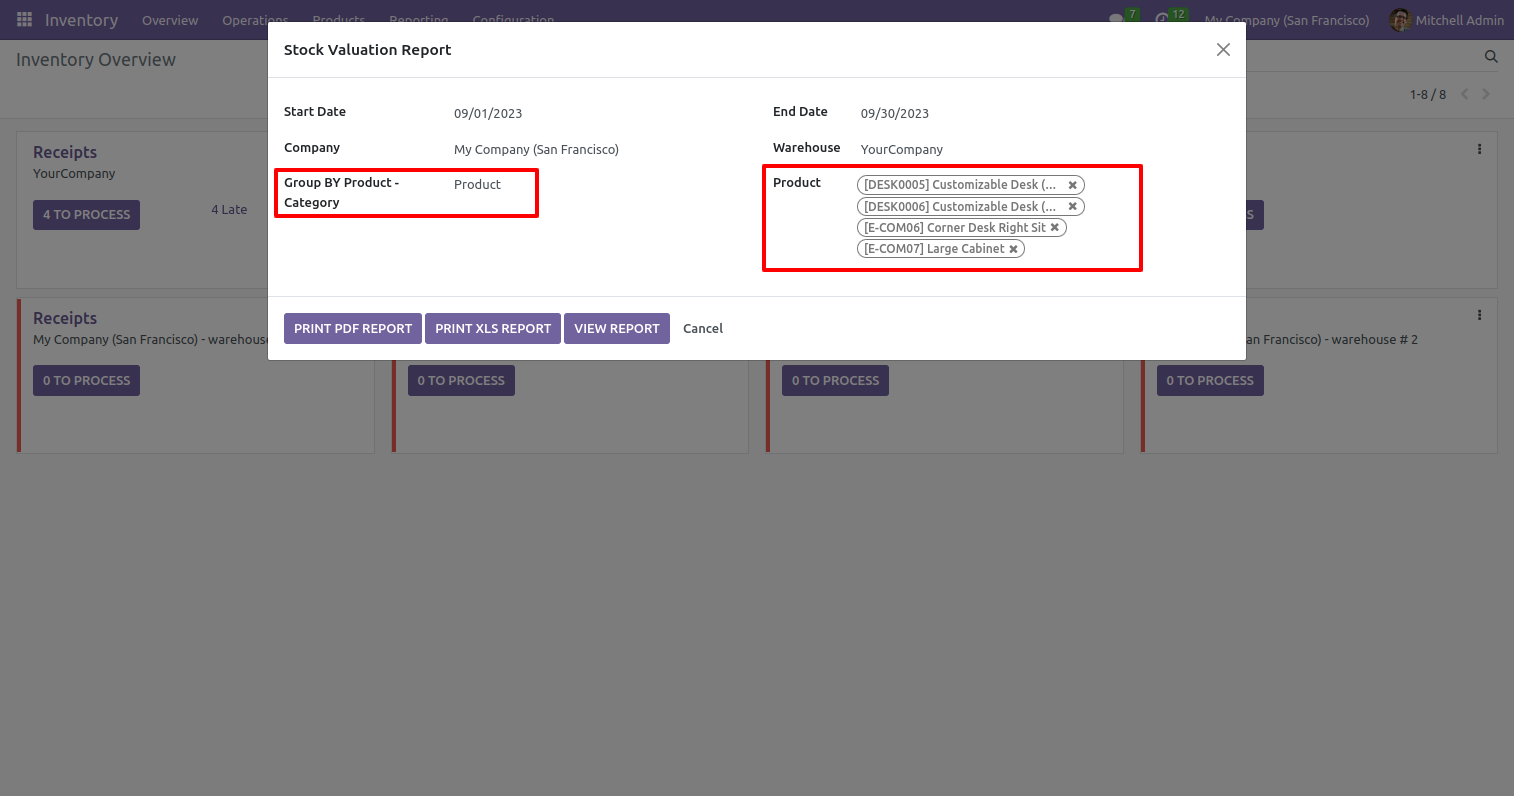 Inventory Overview Operations Products Reporting Configuration 7 12 My Company (San Francisco) Mitchell Admin
Inventory Overview
Stock Valuation Report
1-8 / 8
Start Date 09/01/2023 End Date 09/30/2023
Company My Company (San Francisco) Warehouse YourCompany
Group BY Product - Product
Category
Product [DESK0005] Customizable Desk (...
[DESK0006] Customizable Desk (...
[E-COM06] Corner Desk Right Sit
[E-COM07] Large Cabinet
PRINT PDF REPORT PRINT XLS REPORT VIEW REPORT Cancel
Receipts
YourCompany
4 TO PROCESS 4 Late
S
Receipts
My Company (San Francisco) - warehouse
an Francisco) - warehouse # 2
0 TO PROCESS 0 TO PROCESS 0 TO PROCESS 0 TO PROCESS